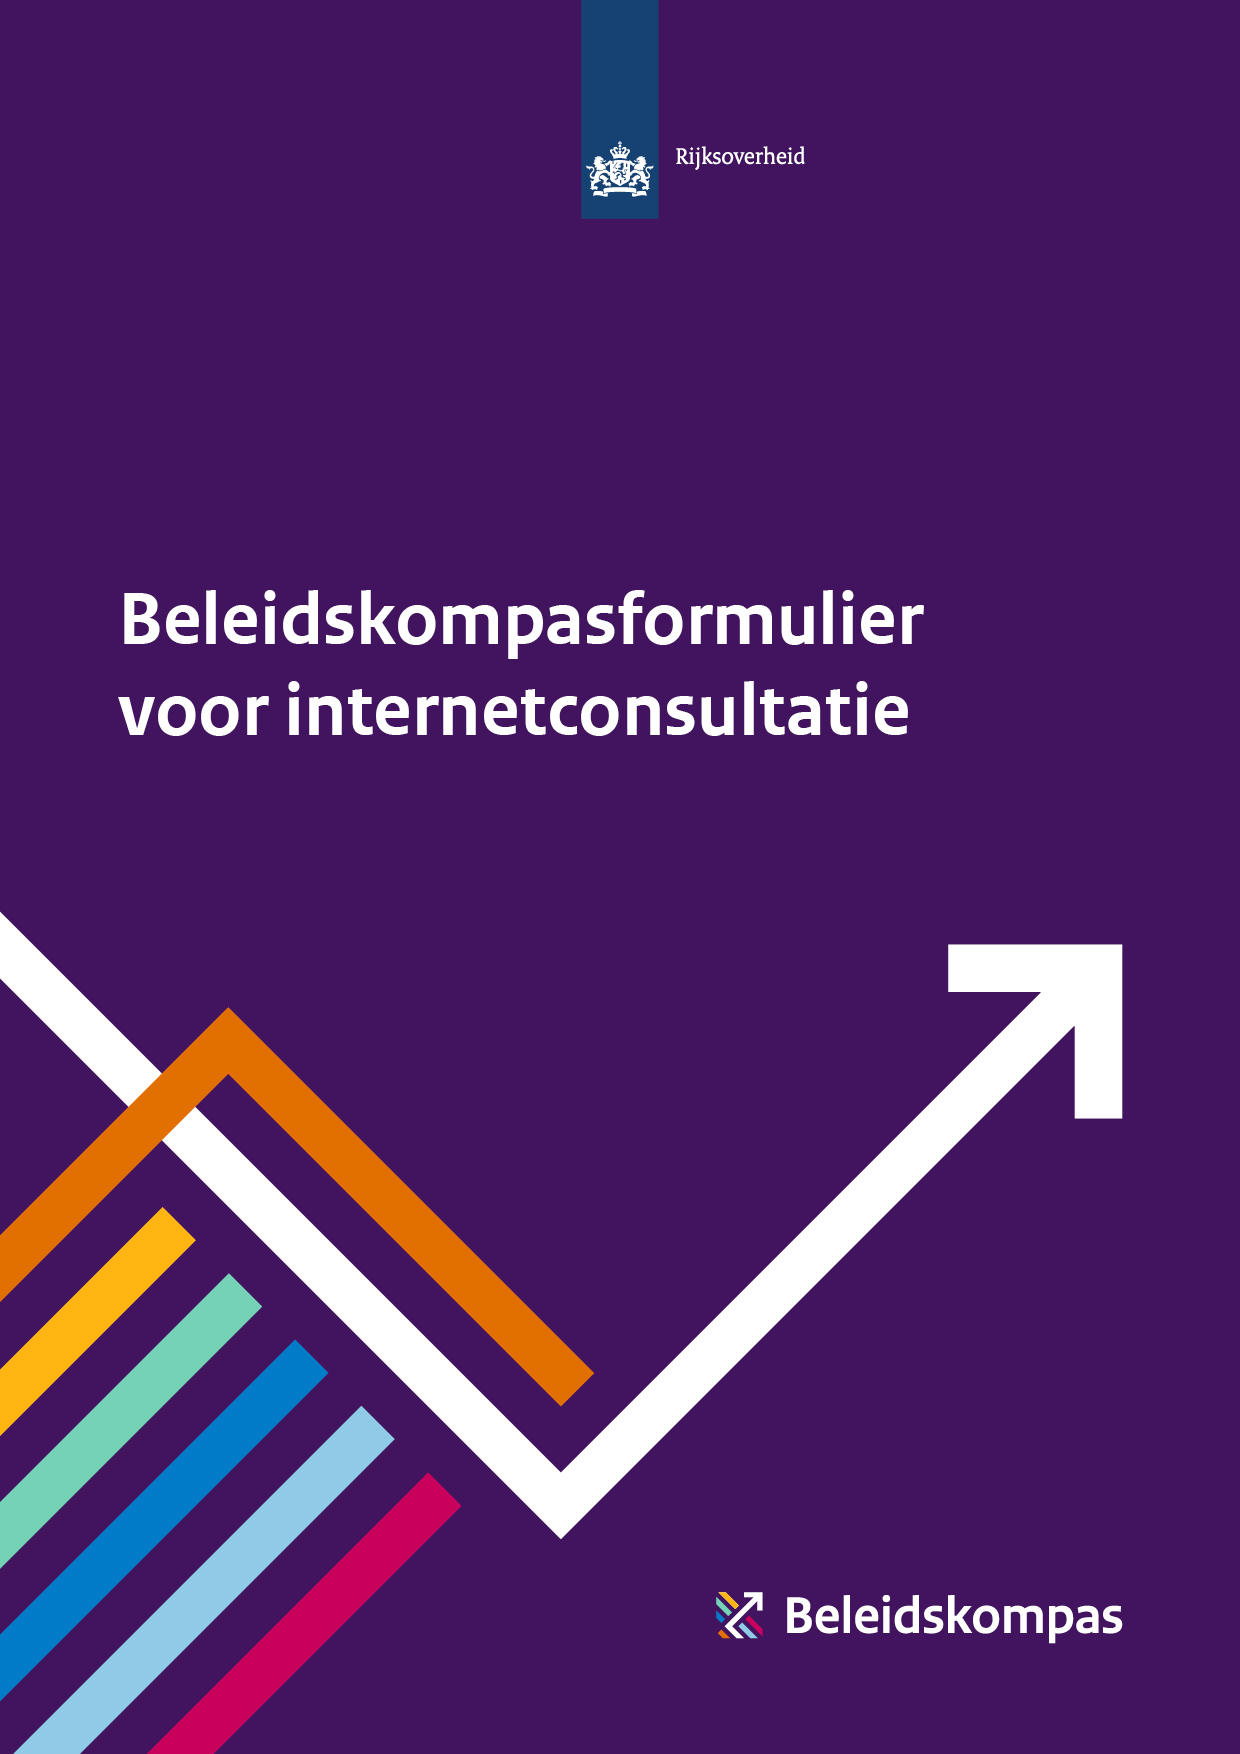 Rijksoverheid
Beleidskompasformulier
voor internetconsultatie
Beleidskompas